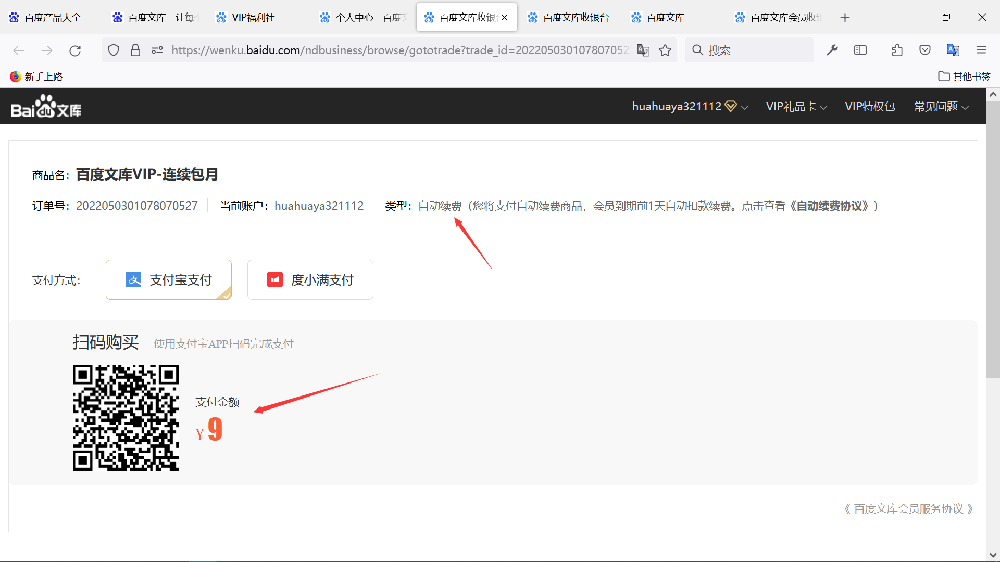 百度产品大全
百度文库 - 让每
VIP福利社
个人中心 - 百度文
百度文库收银台
百度文库收银台
百度文库
百度文库会员收银
https://wenku.baidu.com/ndbusiness/browse/gototrade?trade_id=2022050301078070527
搜索
新手上路
其他书签
Bai du 文库
huahuaya321112
VIP礼品卡
VIP特权包
常见问题
商品名：百度文库VIP-连续包月
订单号：2022050301078070527
当前账户：huahuaya321112
类型：自动续费（您将支付自动续费商品，会员到期前1天自动扣款续费。点击查看《自动续费协议》）
支付方式：
支付宝支付
度小满支付
扫码购买 使用支付宝APP扫码完成支付
支付金额
¥9
《 百度文库会员服务协议 》